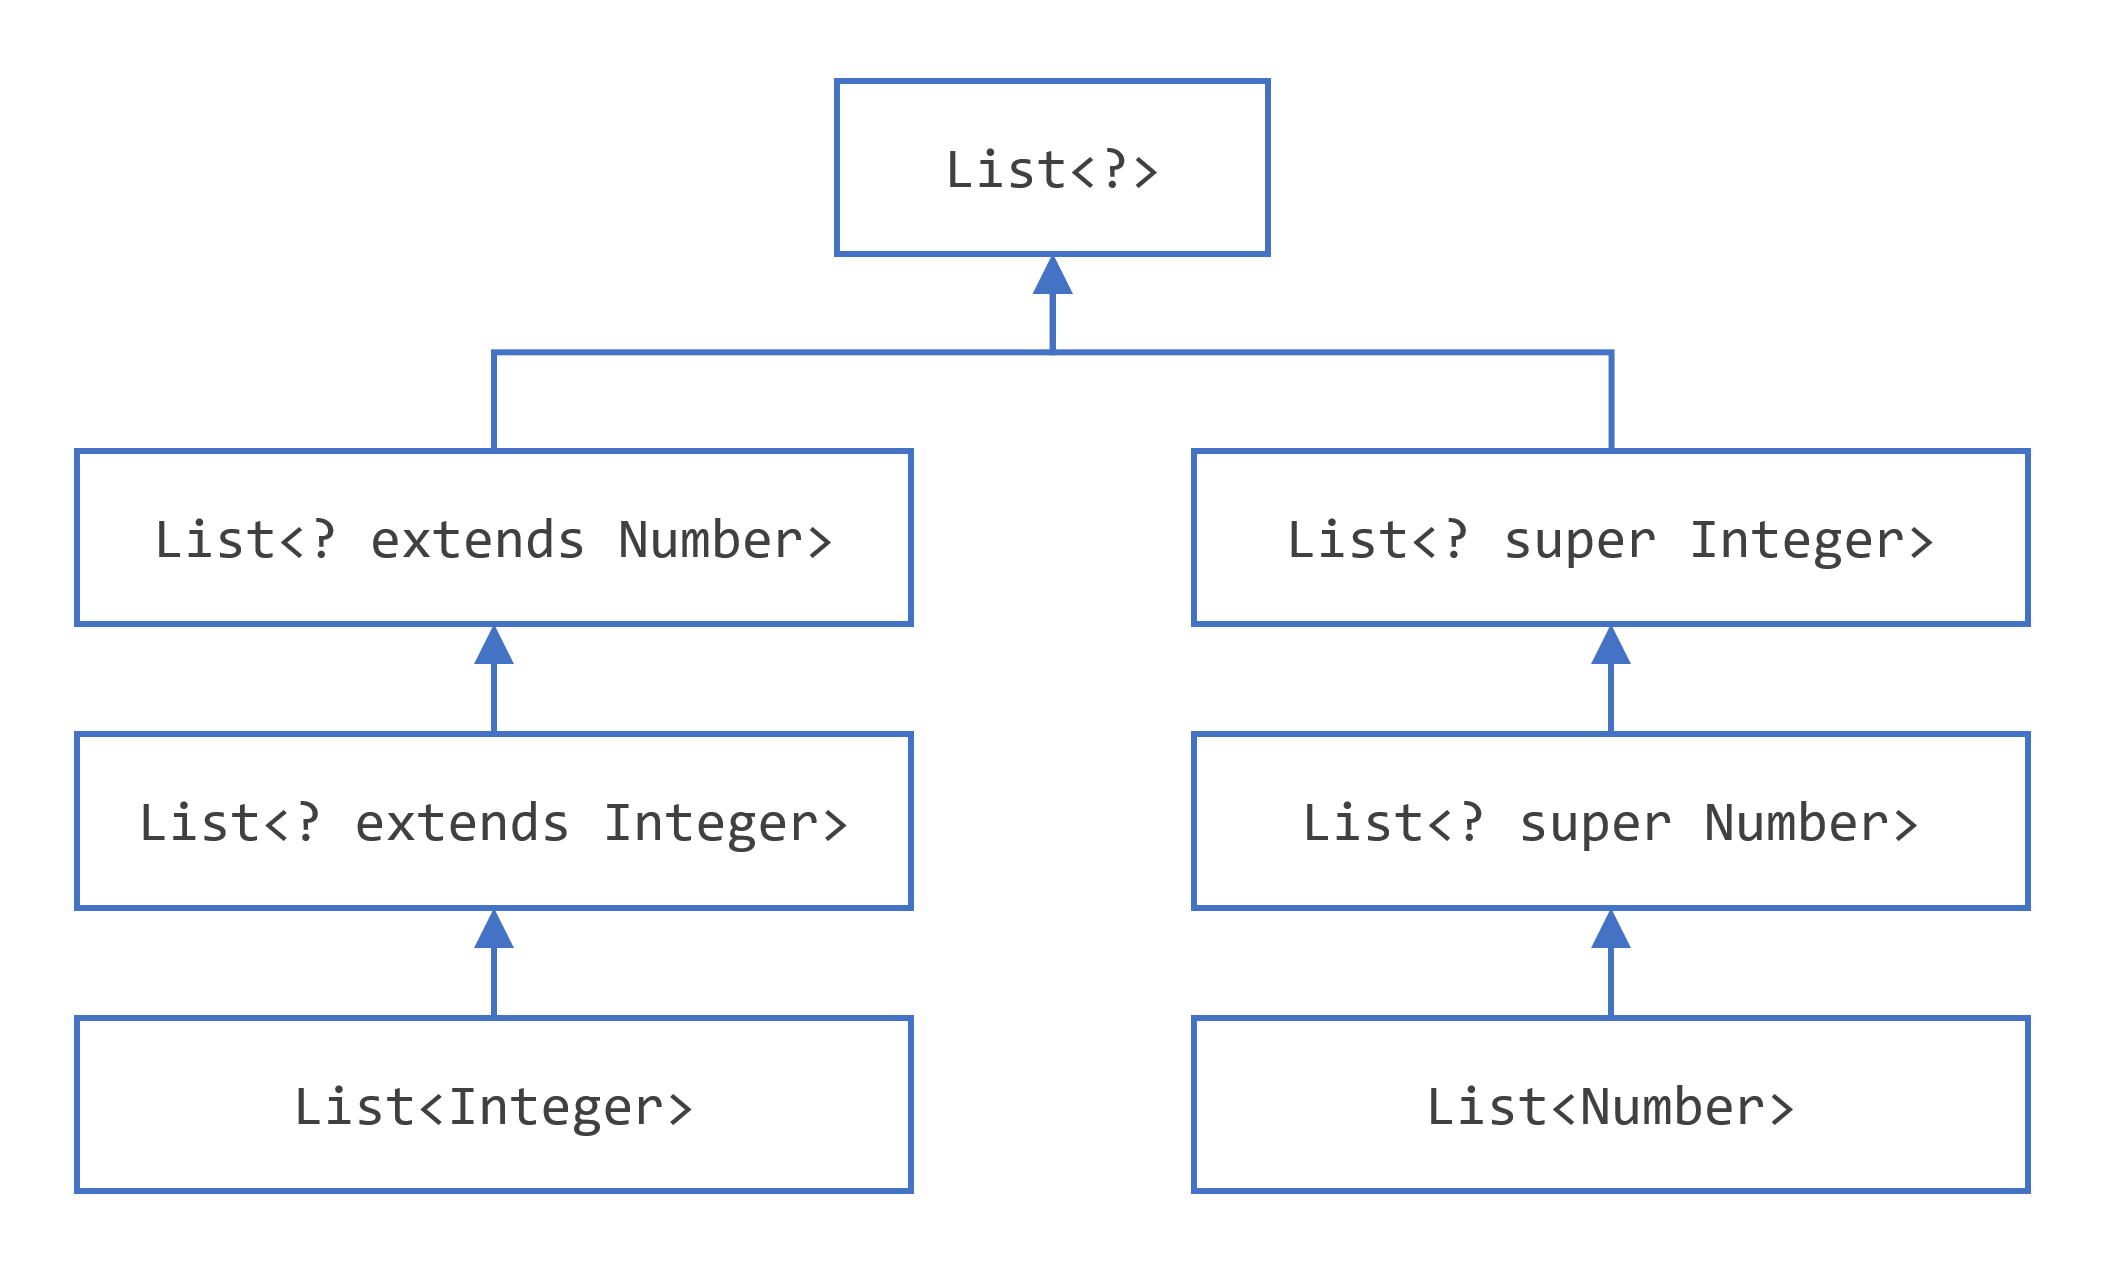 List<?>
List<? extends Number>
List<? super Integer>
List<? extends Integer>
List<? super Number>
List<Integer>
List<Number>